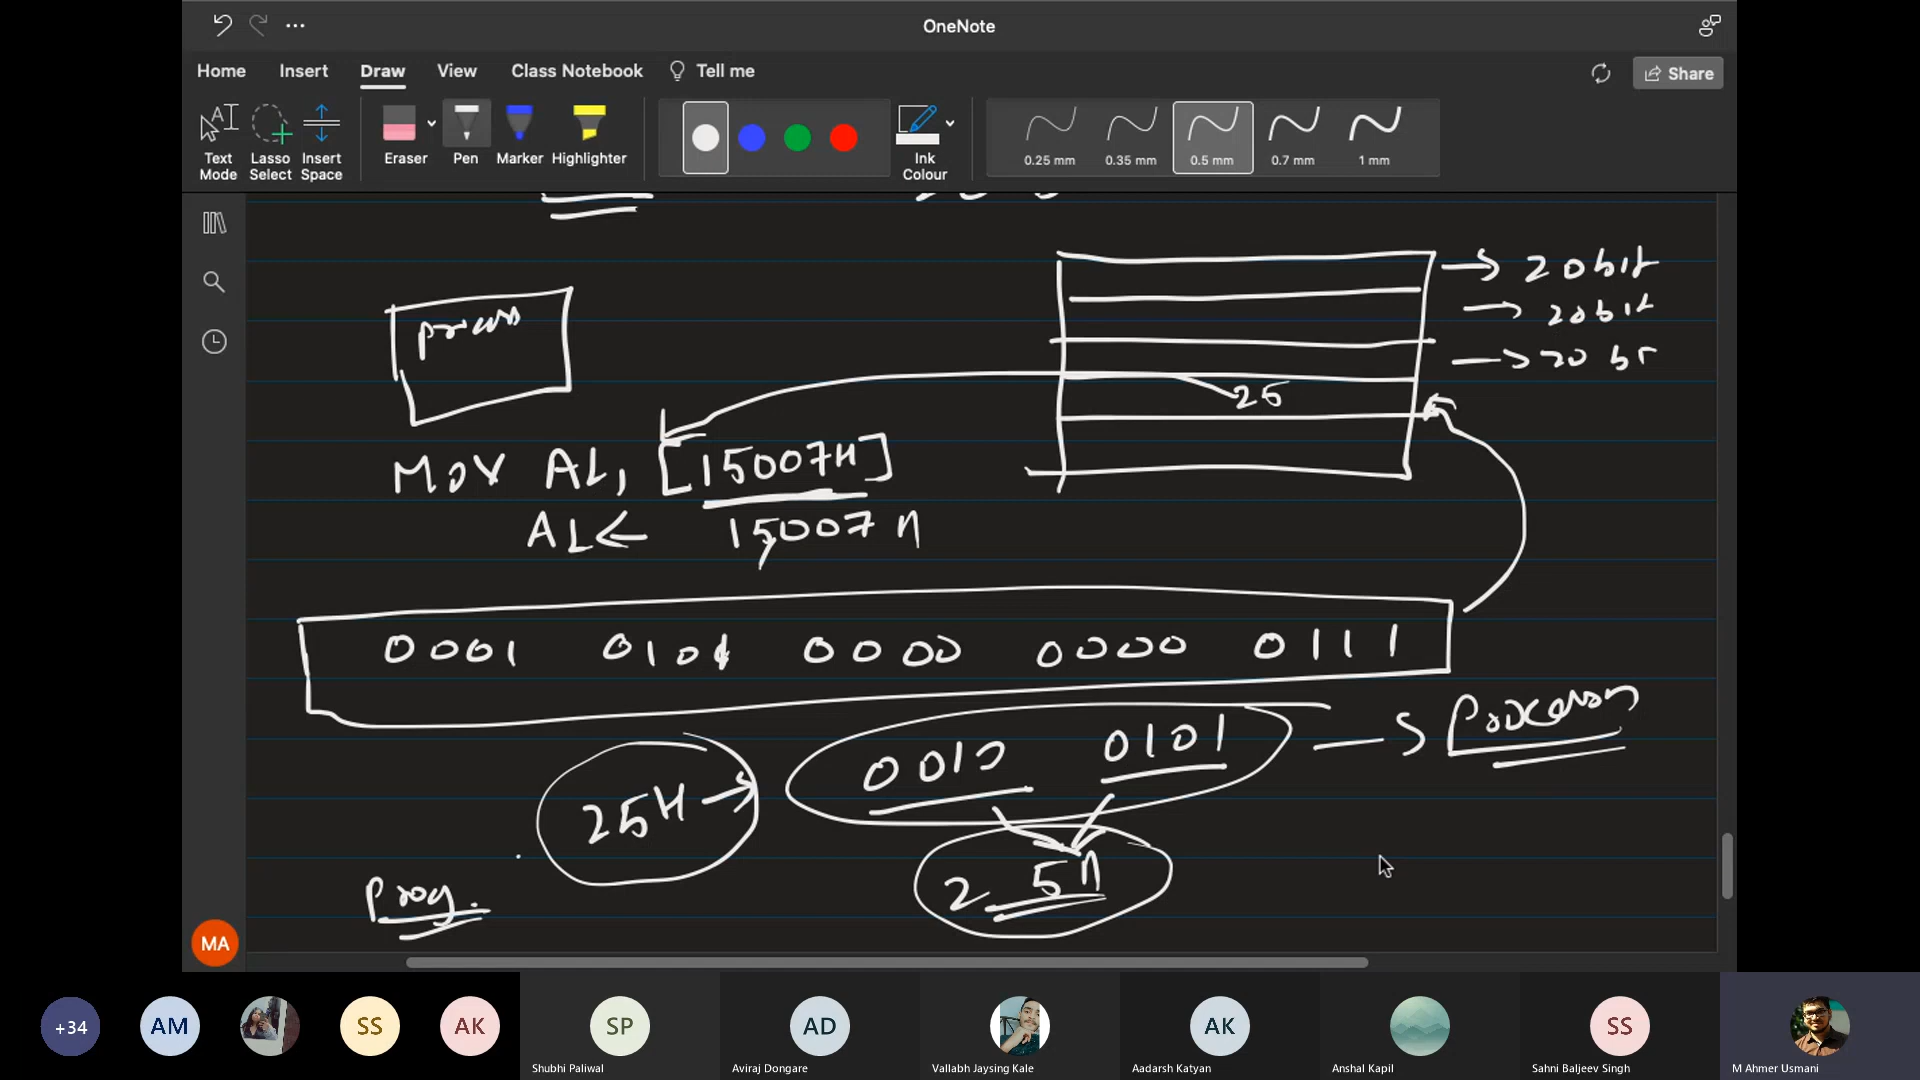 OneNote
Home Insert Draw View Class Notebook Tell me
Share
Text Mode
Lasso Select
Insert Space
Eraser
Pen
Marker
Highlighter
Ink Colour
0.25 mm
0.35 mm
0.5 mm
0.7 mm
1 mm
→ 20 bit
→ 20 bit
→ 20 bi
25
MOV AL, [15007H]
AL← 15007 H
0001 0101 0000 0000 0111
25H → 0010 0101
2 5H
Prog.
MA
+34
AM
SS
AK
SP
AD
AK
SS
Shubhi Paliwal
Aviraj Dongare
Vallabh Jaysing Kale
Aadarsh Katyan
Anshal Kapil
Sahni Baljeev Singh
M Ahmer Usmani